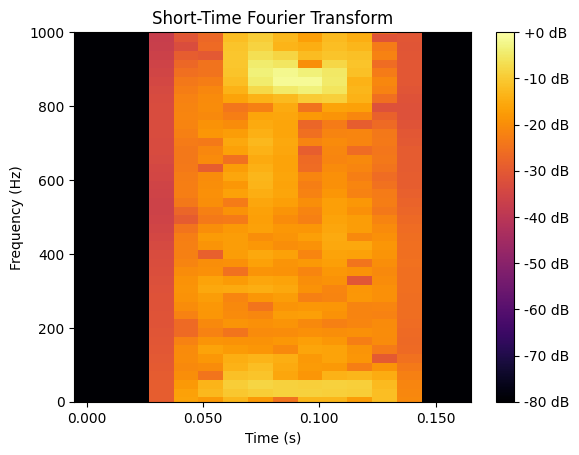 Short-Time Fourier Transform
1000
800
600
400
200
0
Frequency (Hz)
0.000
0.050
0.100
0.150
Time (s)
+0 dB
-10 dB
-20 dB
-30 dB
-40 dB
-50 dB
-60 dB
-70 dB
-80 dB